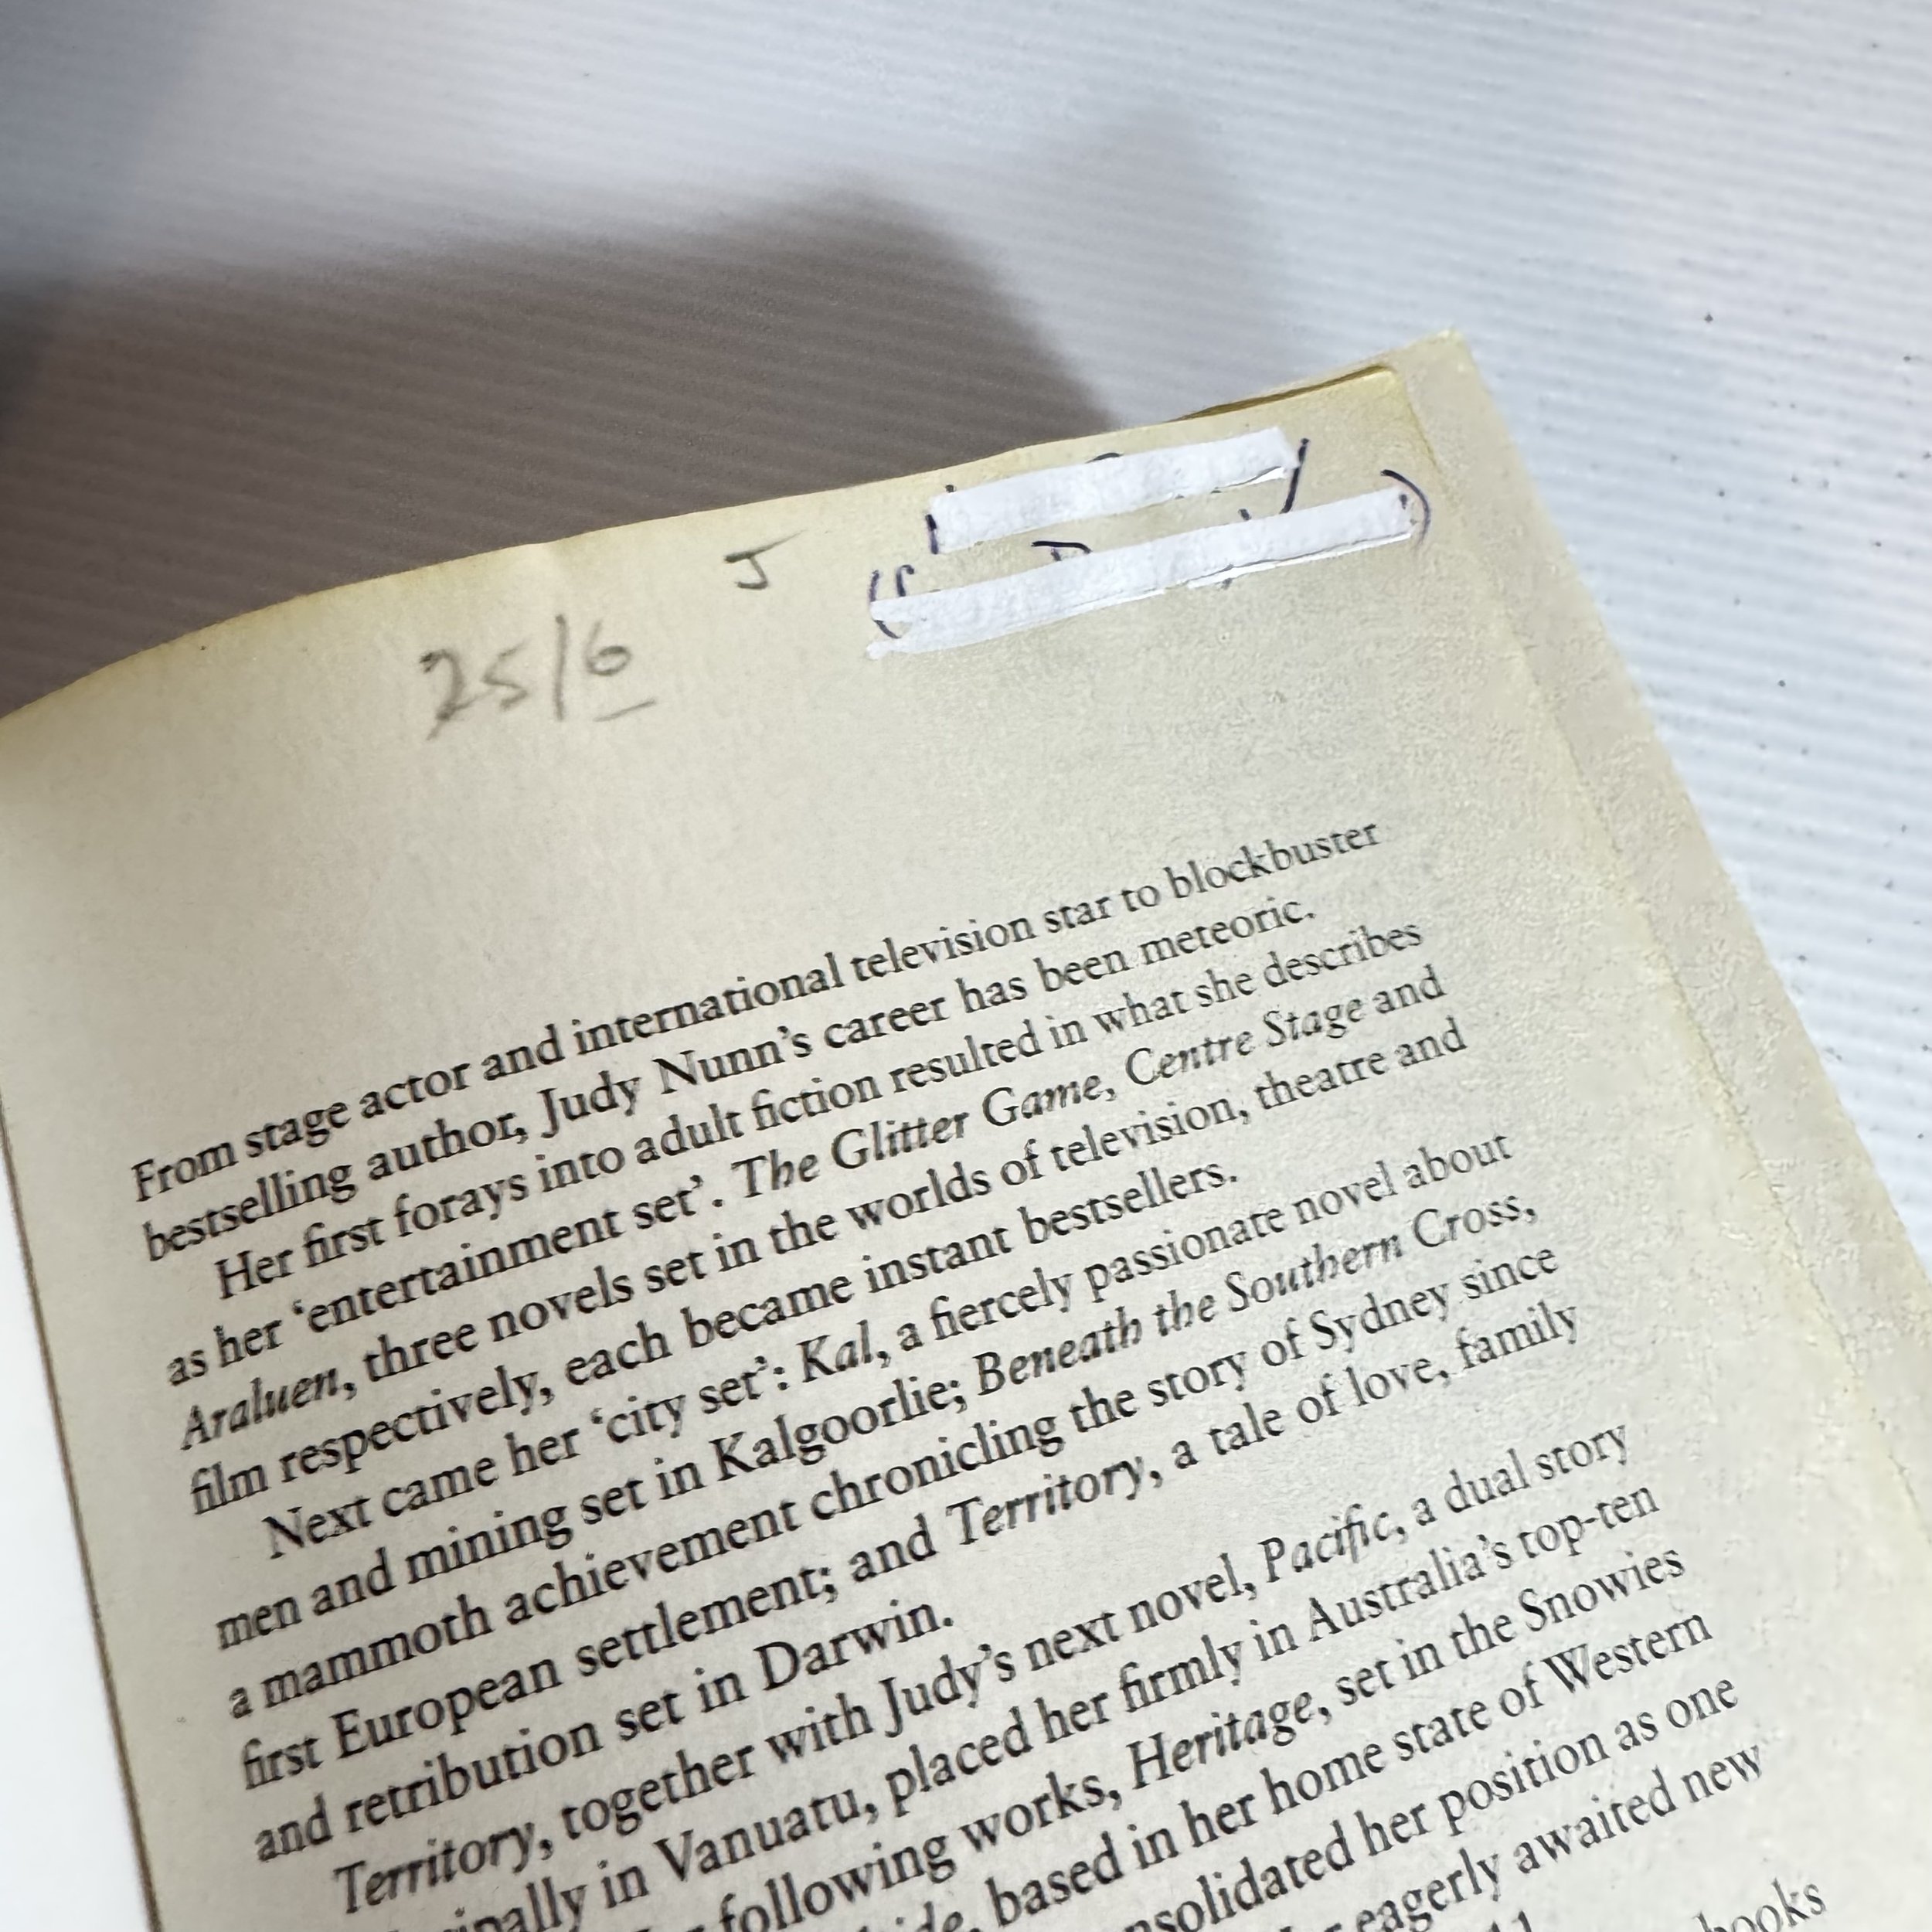 J
25/6
From stage actor and international television star to blockbuster
bestselling author, Judy Nunn's career has been meteoric.
Her first forays into adult fiction resulted in what she describes
as her ‘entertainment set’. The Glitter Game, Centre Stage and
Araluen, three novels set in the worlds of television, theatre and
film respectively, each became instant bestsellers.
Next came her ‘city set’: Kal, a fiercely passionate novel about
men and mining set in Kalgoorlie; Beneath the Southern Cross,
a mammoth achievement chronicling the story of Sydney since
first European settlement; and Territory, a tale of love, family
and retribution set in Darwin.
Territory, together with Judy's next novel, Pacific, a dual story
in Vanuatu, placed her firmly in Australia's top-ten
following works, Heritage, set in the Snowies
based in her home state of Western
her position as one
eagerly awaited new
books